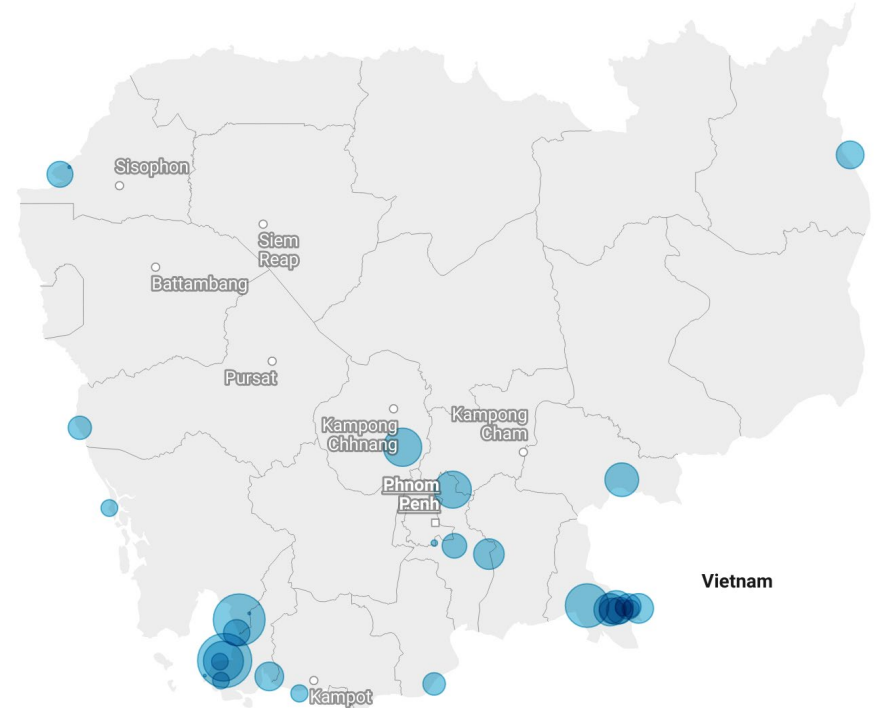 Sisophon
Siem
Reap
Battambang
Pursat
Kampong
Chhnang
Kampong
Cham
Phnom
Penh
Vietnam
Kampot